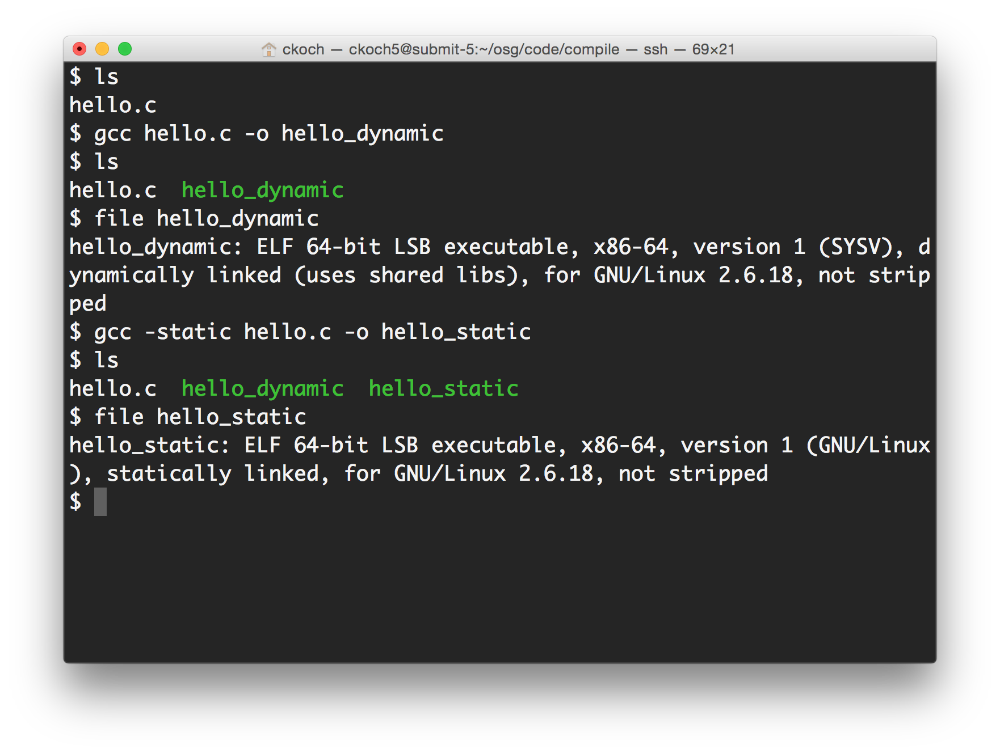 ckoch — ckoch5@submit-5:~/osg/code/compile — ssh — 69×21
$ ls
hello.c
$ gcc hello.c -o hello_dynamic
$ ls
hello.c  hello_dynamic
$ file hello_dynamic
hello_dynamic: ELF 64-bit LSB executable, x86-64, version 1 (SYSV), d
ynamically linked (uses shared libs), for GNU/Linux 2.6.18, not strip
ped
$ gcc -static hello.c -o hello_static
$ ls
hello.c  hello_dynamic  hello_static
$ file hello_static
hello_static: ELF 64-bit LSB executable, x86-64, version 1 (GNU/Linux
), statically linked, for GNU/Linux 2.6.18, not stripped
$